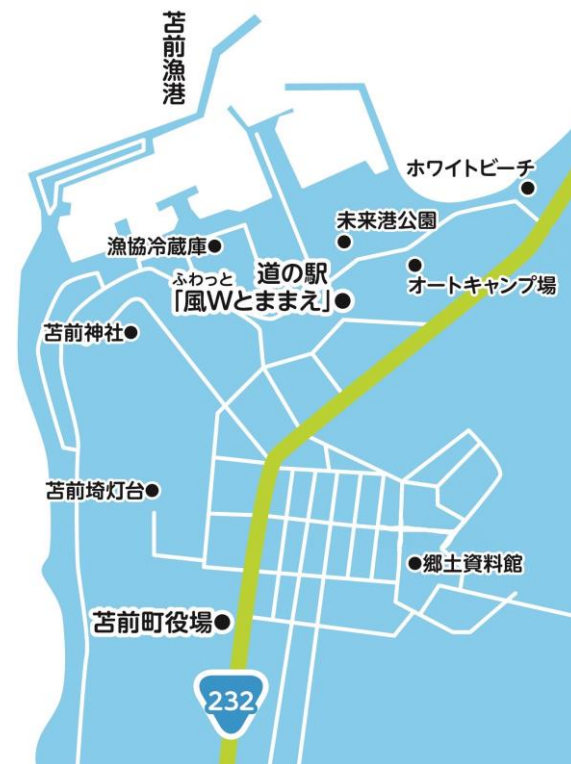 苫前漁港
ホワイトビーチ
未来港公園
漁協冷蔵庫
オートキャンプ場
ふわっと
道の駅
「風Wとままえ」
苫前神社
苫前埼灯台
郷土資料館
苫前町役場
232